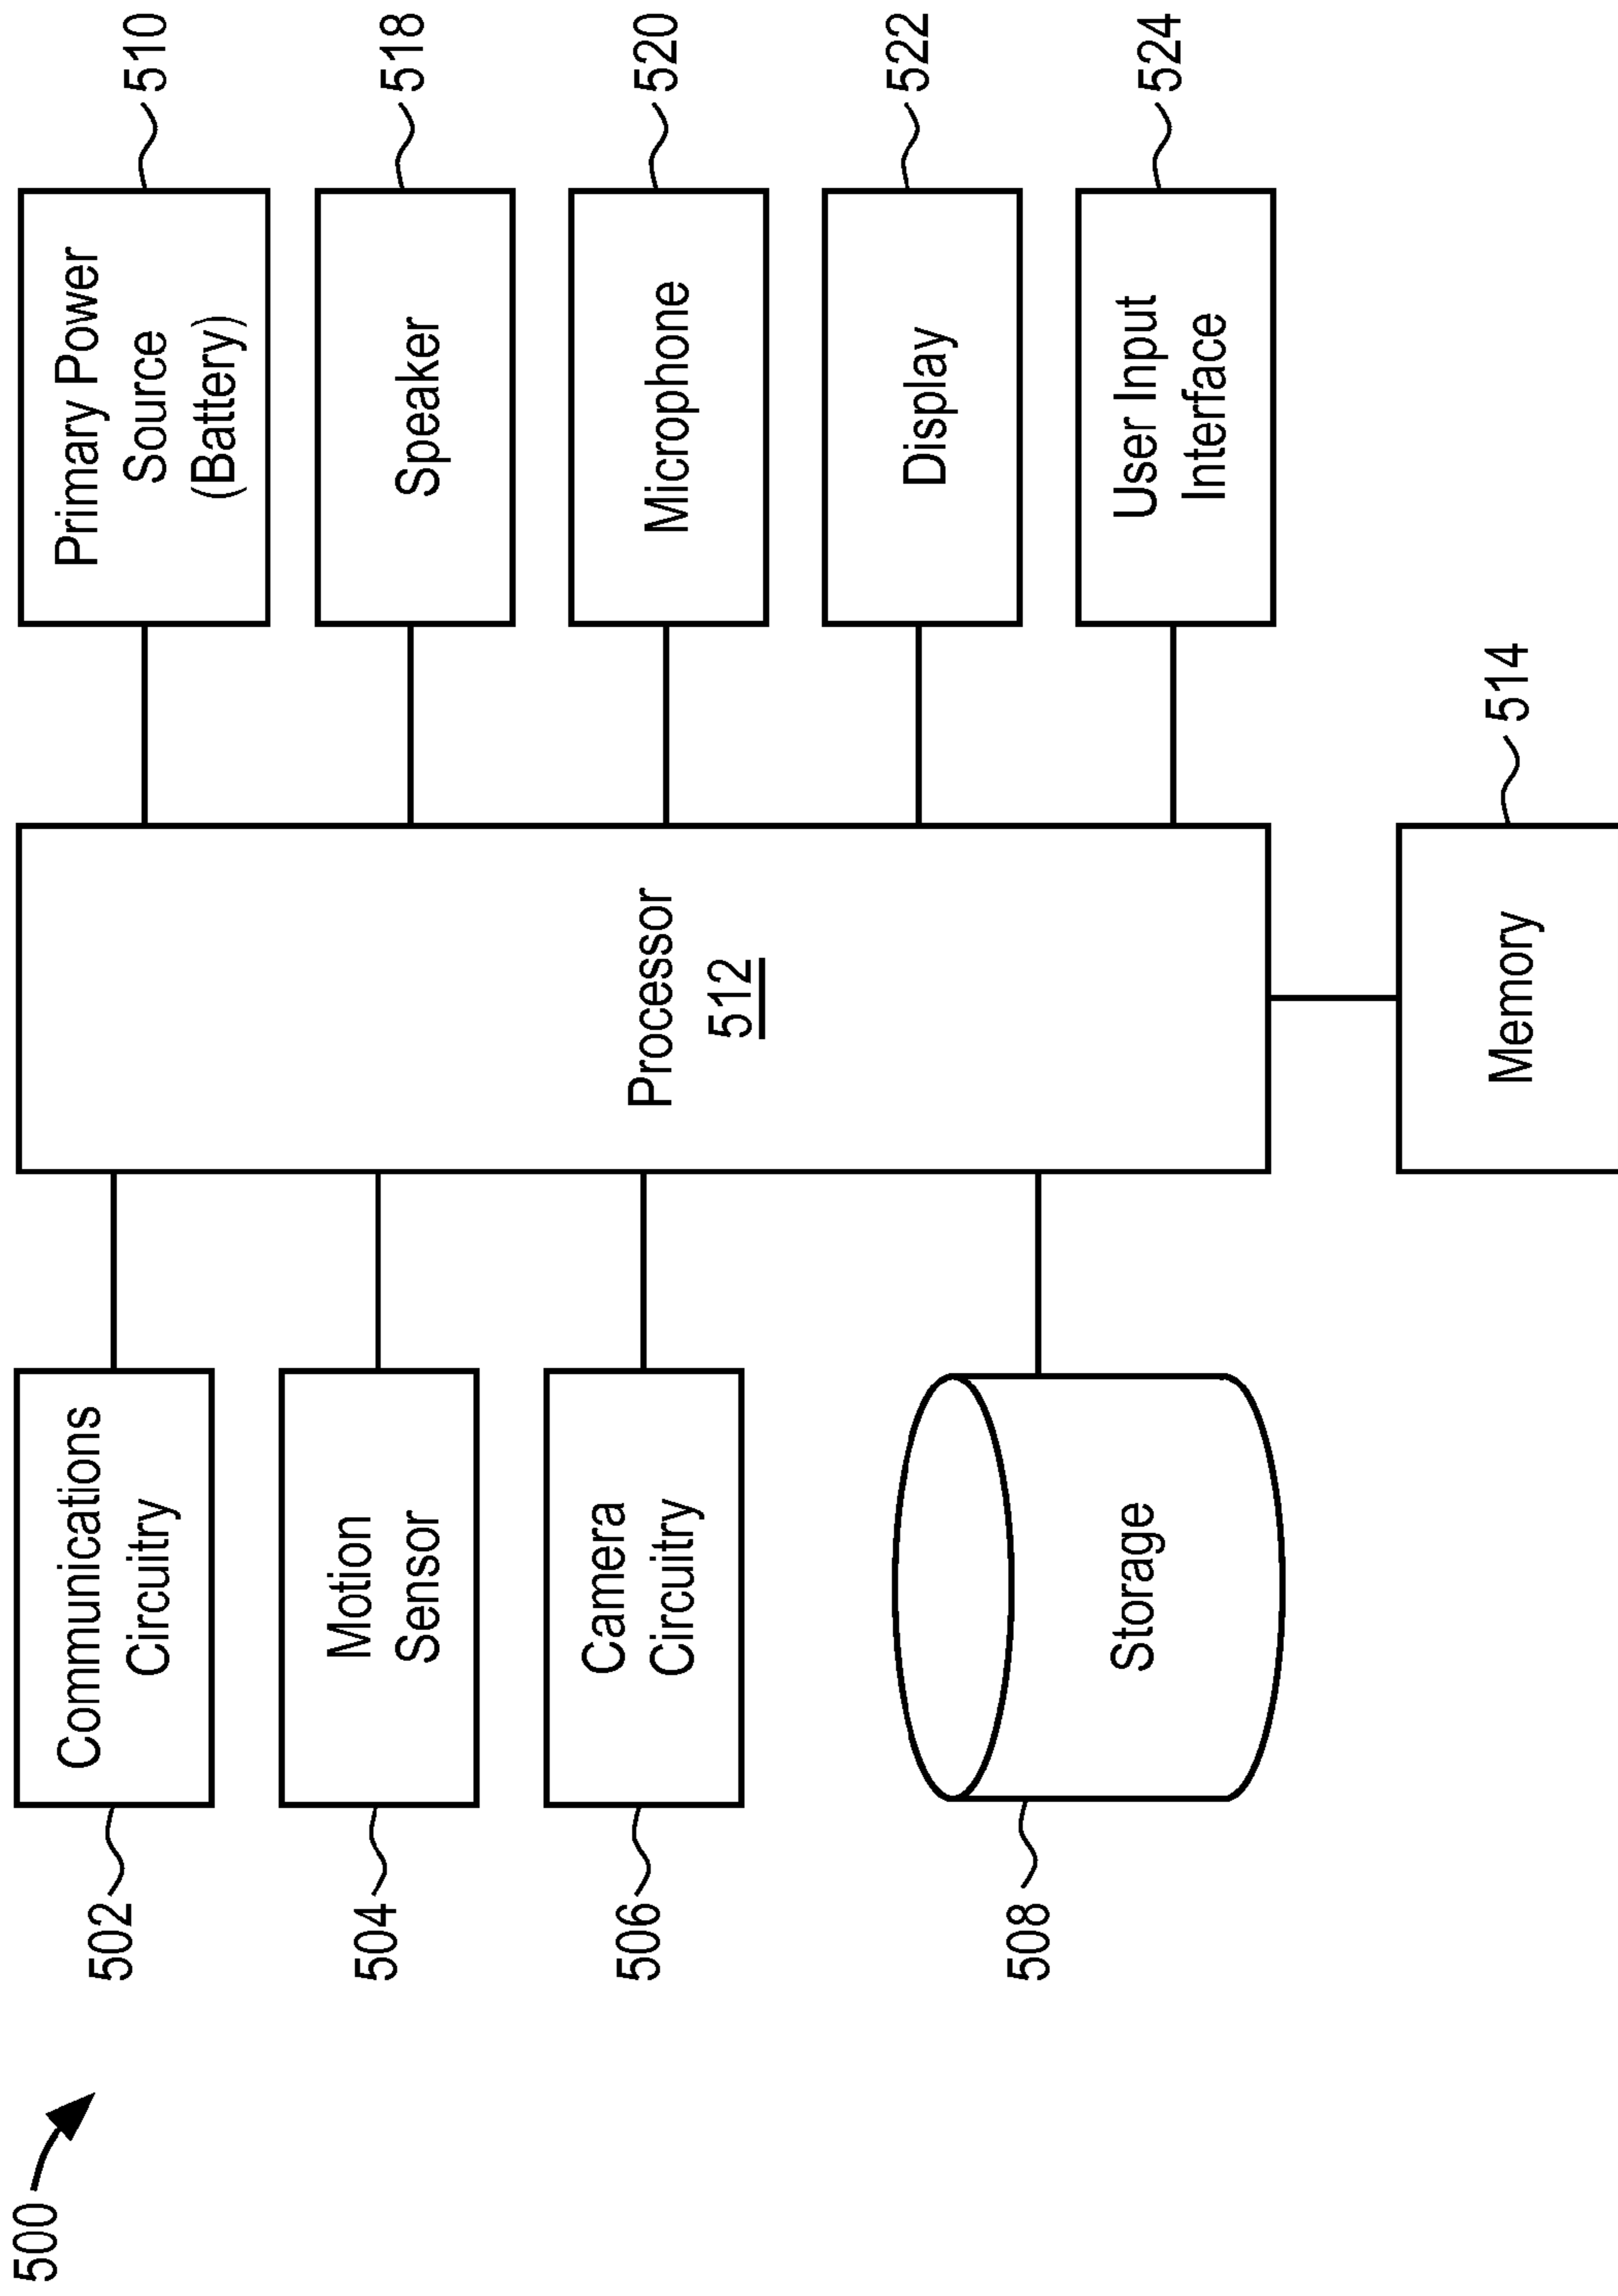 500
502
Communications
Circuitry
504
Motion
Sensor
506
Camera
Circuitry
508
Storage
Processor
512
Primary Power
Source
(Battery)
510
Speaker
518
Microphone
520
Display
522
User Input
Interface
524
Memory
514